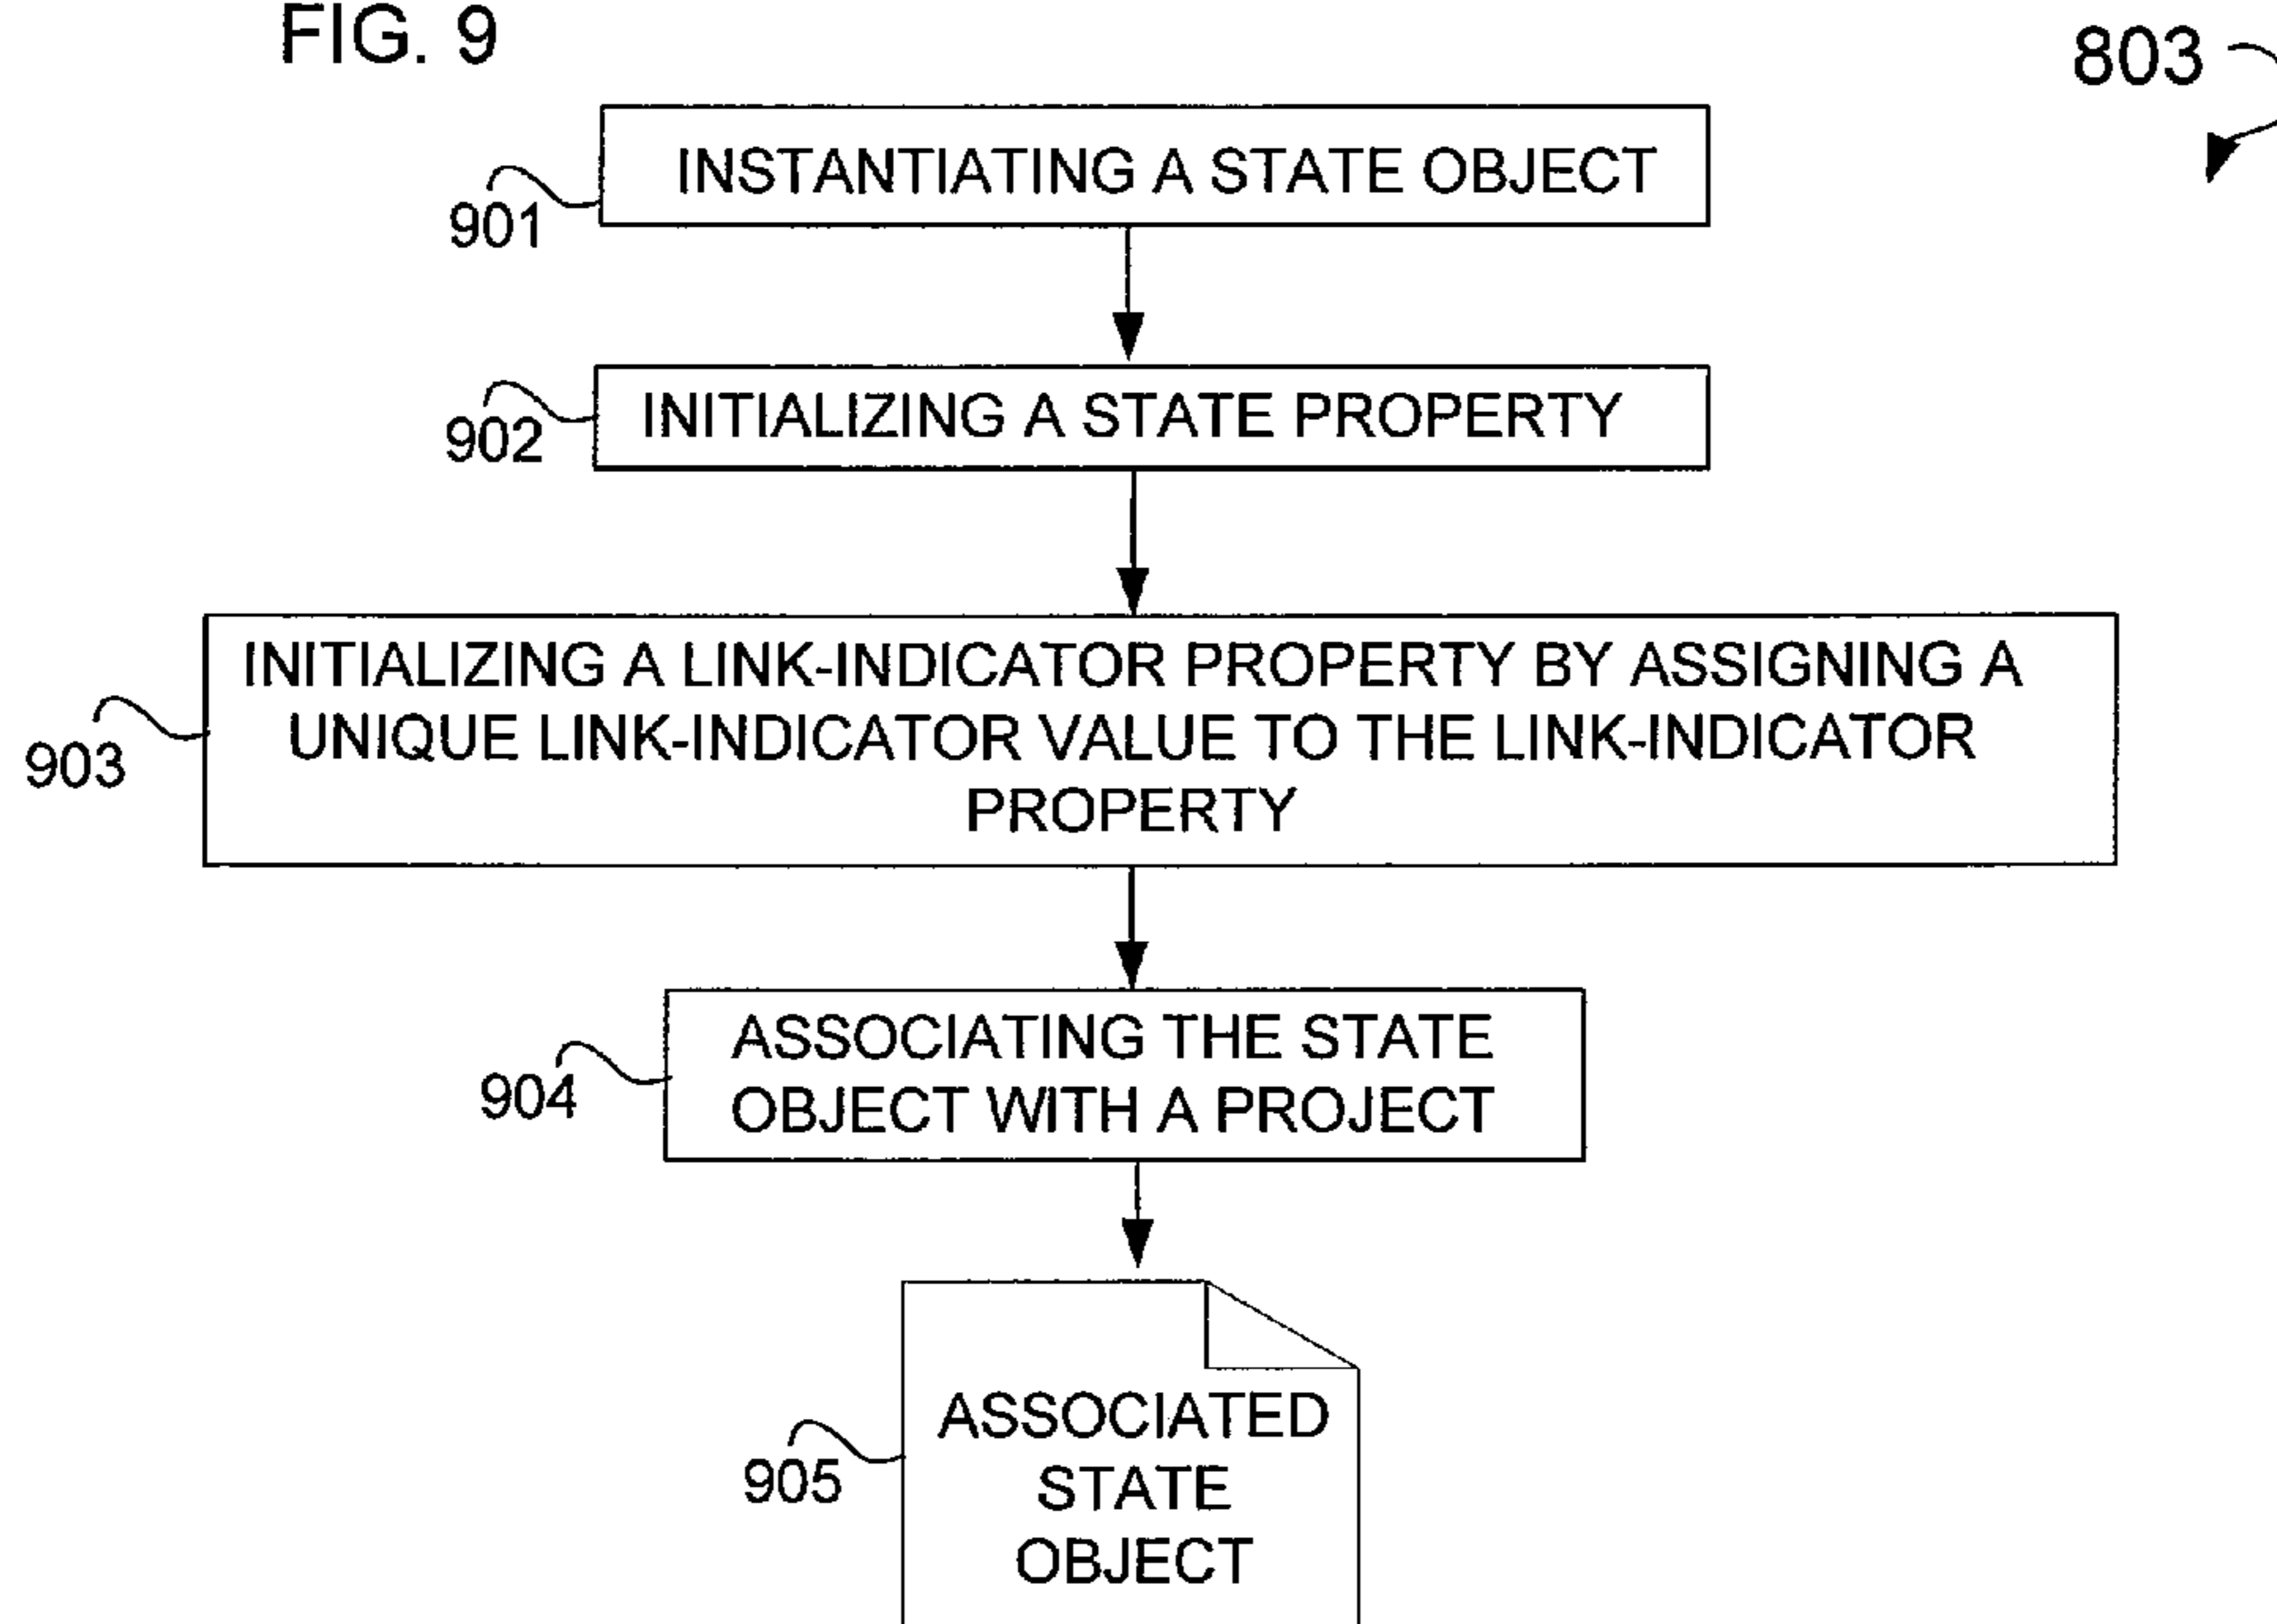 FIG. 9
803
INSTANTIATING A STATE OBJECT
901
INITIALIZING A STATE PROPERTY
902
INITIALIZING A LINK-INDICATOR PROPERTY BY ASSIGNING A
UNIQUE LINK-INDICATOR VALUE TO THE LINK-INDICATOR
PROPERTY
903
ASSOCIATING THE STATE
OBJECT WITH A PROJECT
904
ASSOCIATED
STATE
OBJECT
905